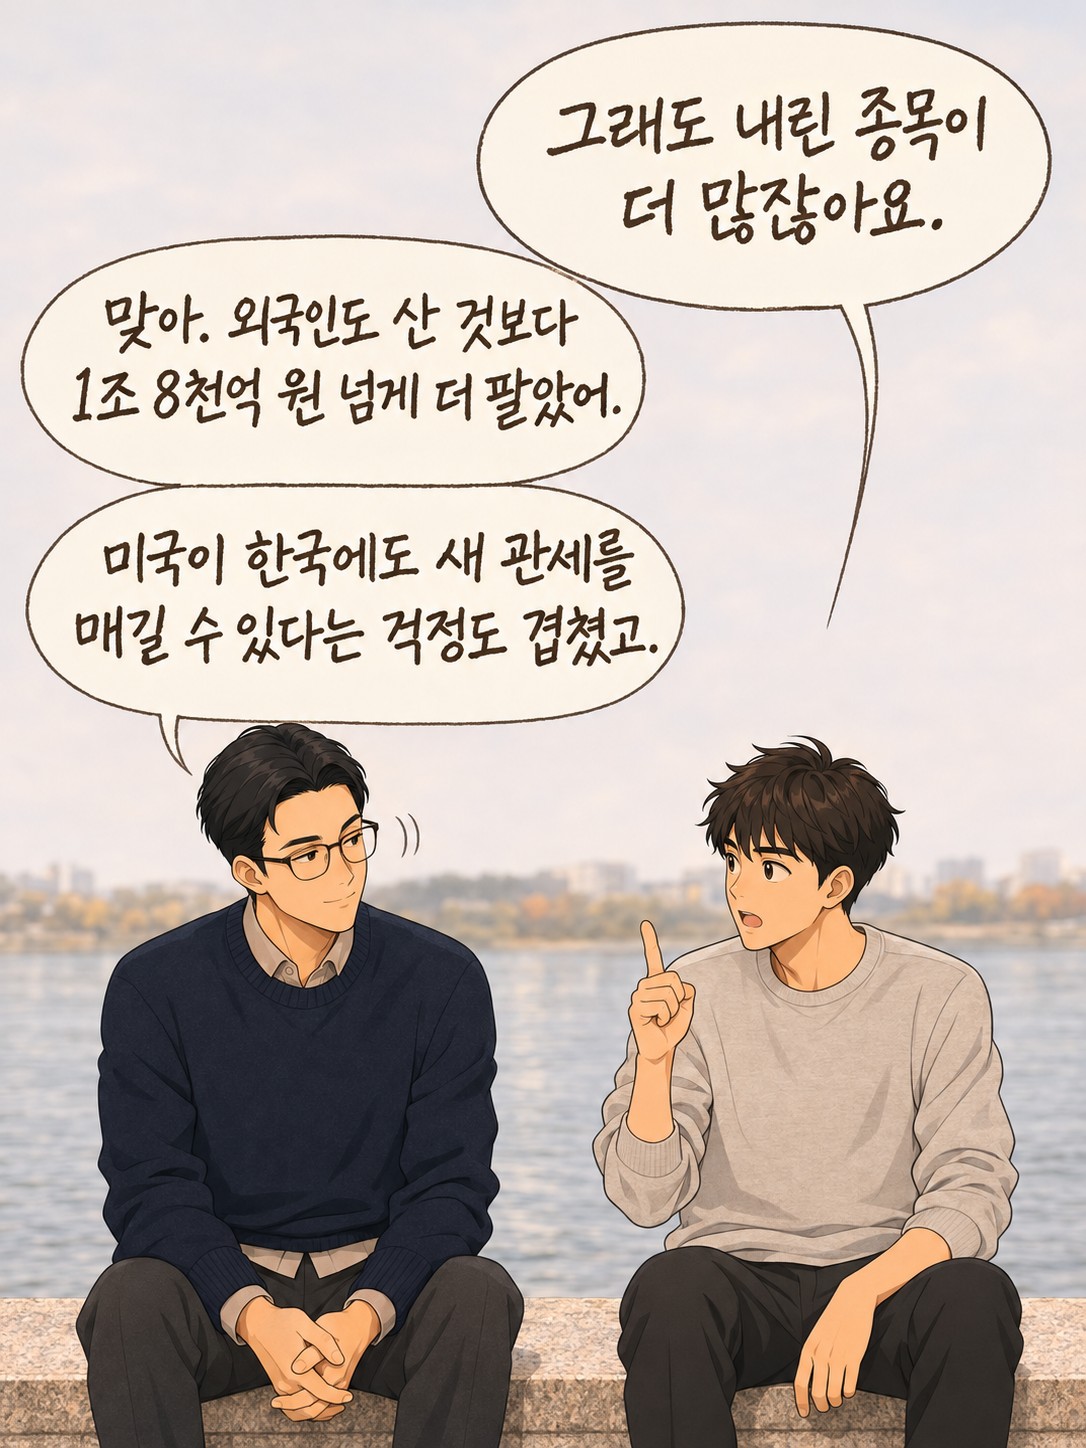 그래도 내린 종목이
더 많잖아요.
맞아. 외국인도 산 것보다
1조 8천억 원 넘게 더 팔았어.
미국이 한국에도 새 관세를
매길 수 있다는 걱정도 겹쳤고.